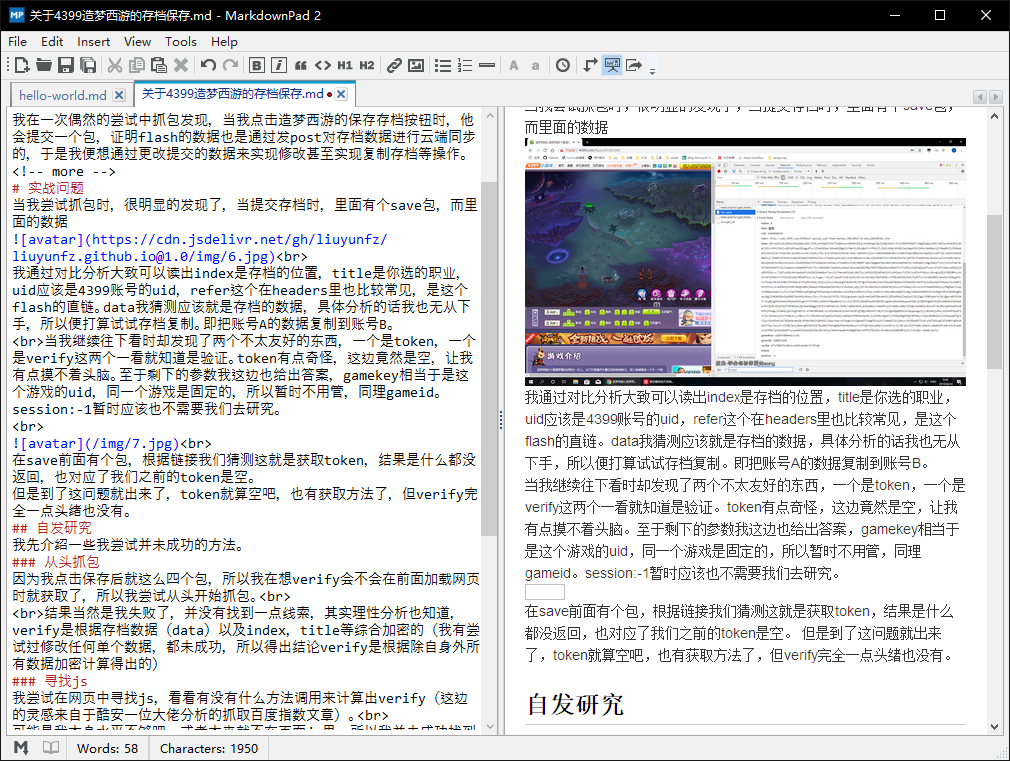 关于4399造梦西游的存档保存.md - MarkdownPad 2
File Edit Insert View Tools Help
B i “ <> H1 H2 A a
hello-world.md
关于4399造梦西游的存档保存.md
我在一次偶然的尝试中抓包发现, 当我点击造梦西游的保存存档按钮时, 他
会提交一个包, 证明flash的数据也是通过发post对存档数据进行云端同步
的, 于是我便想通过更改提交的数据来实现修改甚至实现复制存档等操作。
<!-- more -->
# 实战问题
当我尝试抓包时, 很明显的发现了, 当提交存档时, 里面有个save包, 而里
面的数据
![avatar](https://cdn.jsdelivr.net/gh/liuyunfz/
liuyunfz.github.io@1.0/img/6.jpg)<br>
我通过对比分析大致可以读出index是存档的位置, title是你选的职业,
uid应该是4399账号的uid, refer这个在headers里也比较常见, 是这个
flash的直链。data我猜测应该就是存档的数据, 具体分析的话我也无从下
手, 所以便打算试试存档复制。即把账号A的数据复制到账号B。
<br>当我继续往下看时却发现了两个不太友好的东西, 一个是token, 一个
是verify这两个一看就知道是验证。token有点奇怪, 这边竟然是空, 让我
有点摸不着头脑。至于剩下的参数我这边也给出答案, gamekey相当于是这
个游戏的uid, 同一个游戏是固定的, 所以暂时不用管, 同理gameid。
session:-1暂时应该也不需要我们去研究。
<br>
![avatar](/img/7.jpg)<br>
在save前面有个包, 根据链接我们猜测这就是获取token, 结果是什么都没
返回, 也对应了我们之前的token是空。
但是到了这问题就出来了, token就算空吧, 也有获取方法了, 但verify完
全一点头绪也没有。
## 自发研究
我先介绍一些我尝试并未成功的方法。
### 从头抓包
因为我点击保存后就这么四个包, 所以我在想verify会不会在前面加载网页
时就获取了, 所以我尝试从头开始抓包。<br>
<br>结果当然是我失败了, 并没有找到一点线索, 其实理性分析也知道,
verify是根据存档数据（data）以及index, title等综合加密的（我有尝
试过修改任何单个数据, 都未成功, 所以得出结论verify是根据除自身外所
有数据加密计算得出的）
### 寻找js
我尝试在网页中寻找js, 看看有没有什么方法调用来计算出verify（这边
的灵感来自于酷安一位大佬分析的抓取百度指数文章）。<br>
而里面的数据
游戏介绍
我通过对比分析大致可以读出index是存档的位置，title是你选的职业，
uid应该是4399账号的uid，refer这个在headers里也比较常见，是这个
flash的直链。data我猜测应该就是存档的数据，具体分析的话我也无从
下手，所以便打算试试存档复制。即把账号A的数据复制到账号B。
当我继续往下看时却发现了两个不太友好的东西，一个是token，一个是
verify这两个一看就知道是验证。token有点奇怪，这边竟然是空，让我
有点摸不着头脑。至于剩下的参数我这边也给出答案，gamekey相当于
是这个游戏的uid，同一个游戏是固定的，所以暂时不用管，同理
gameid。session:-1暂时应该也不需要我们去研究。
在save前面有个包，根据链接我们猜测这就是获取token，结果是什么
都没返回，也对应了我们之前的token是空。 但是到了这问题就出来
了，token就算空吧，也有获取方法了，但verify完全一点头绪也没有。
自发研究
Words: 58 Characters: 1950